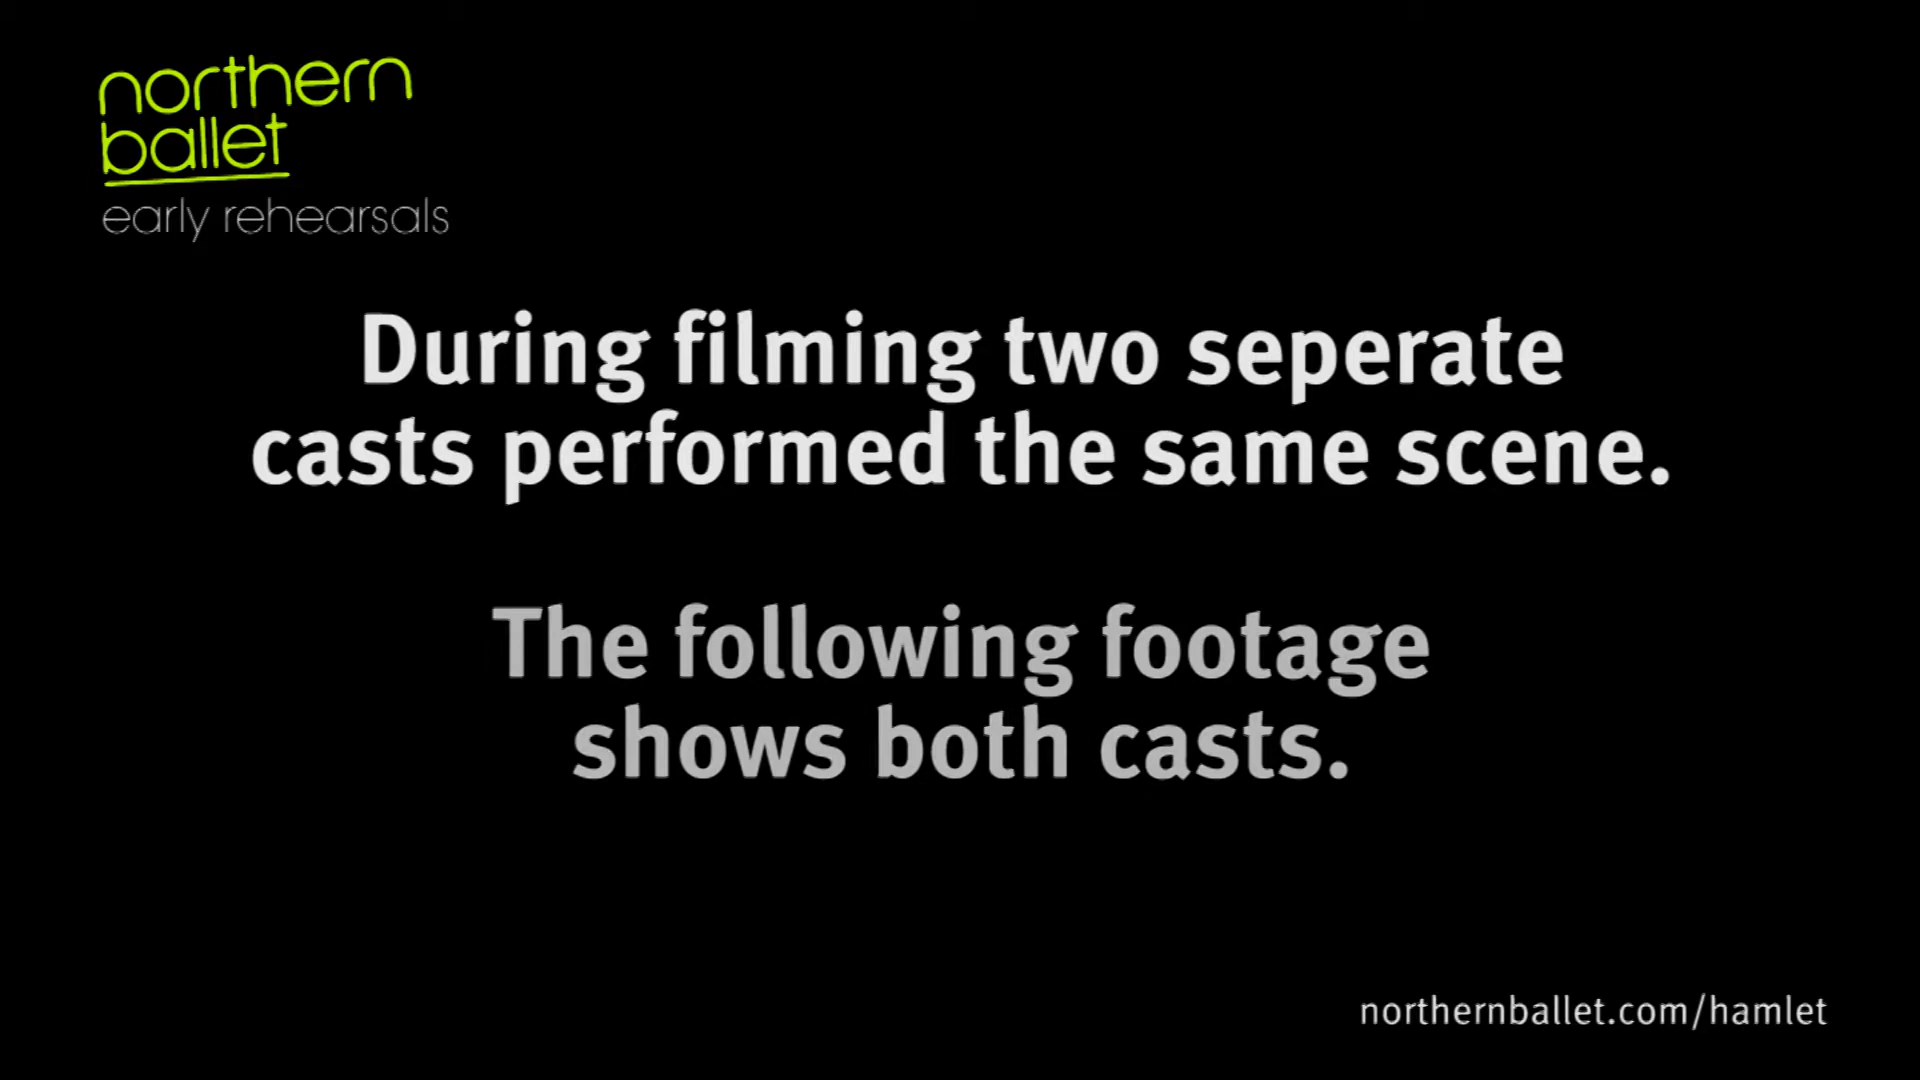 northern
ballet
early rehearsals
During filming two seperate
casts performed the same scene.
The following footage
shows both casts.
northernballet.com/hamlet